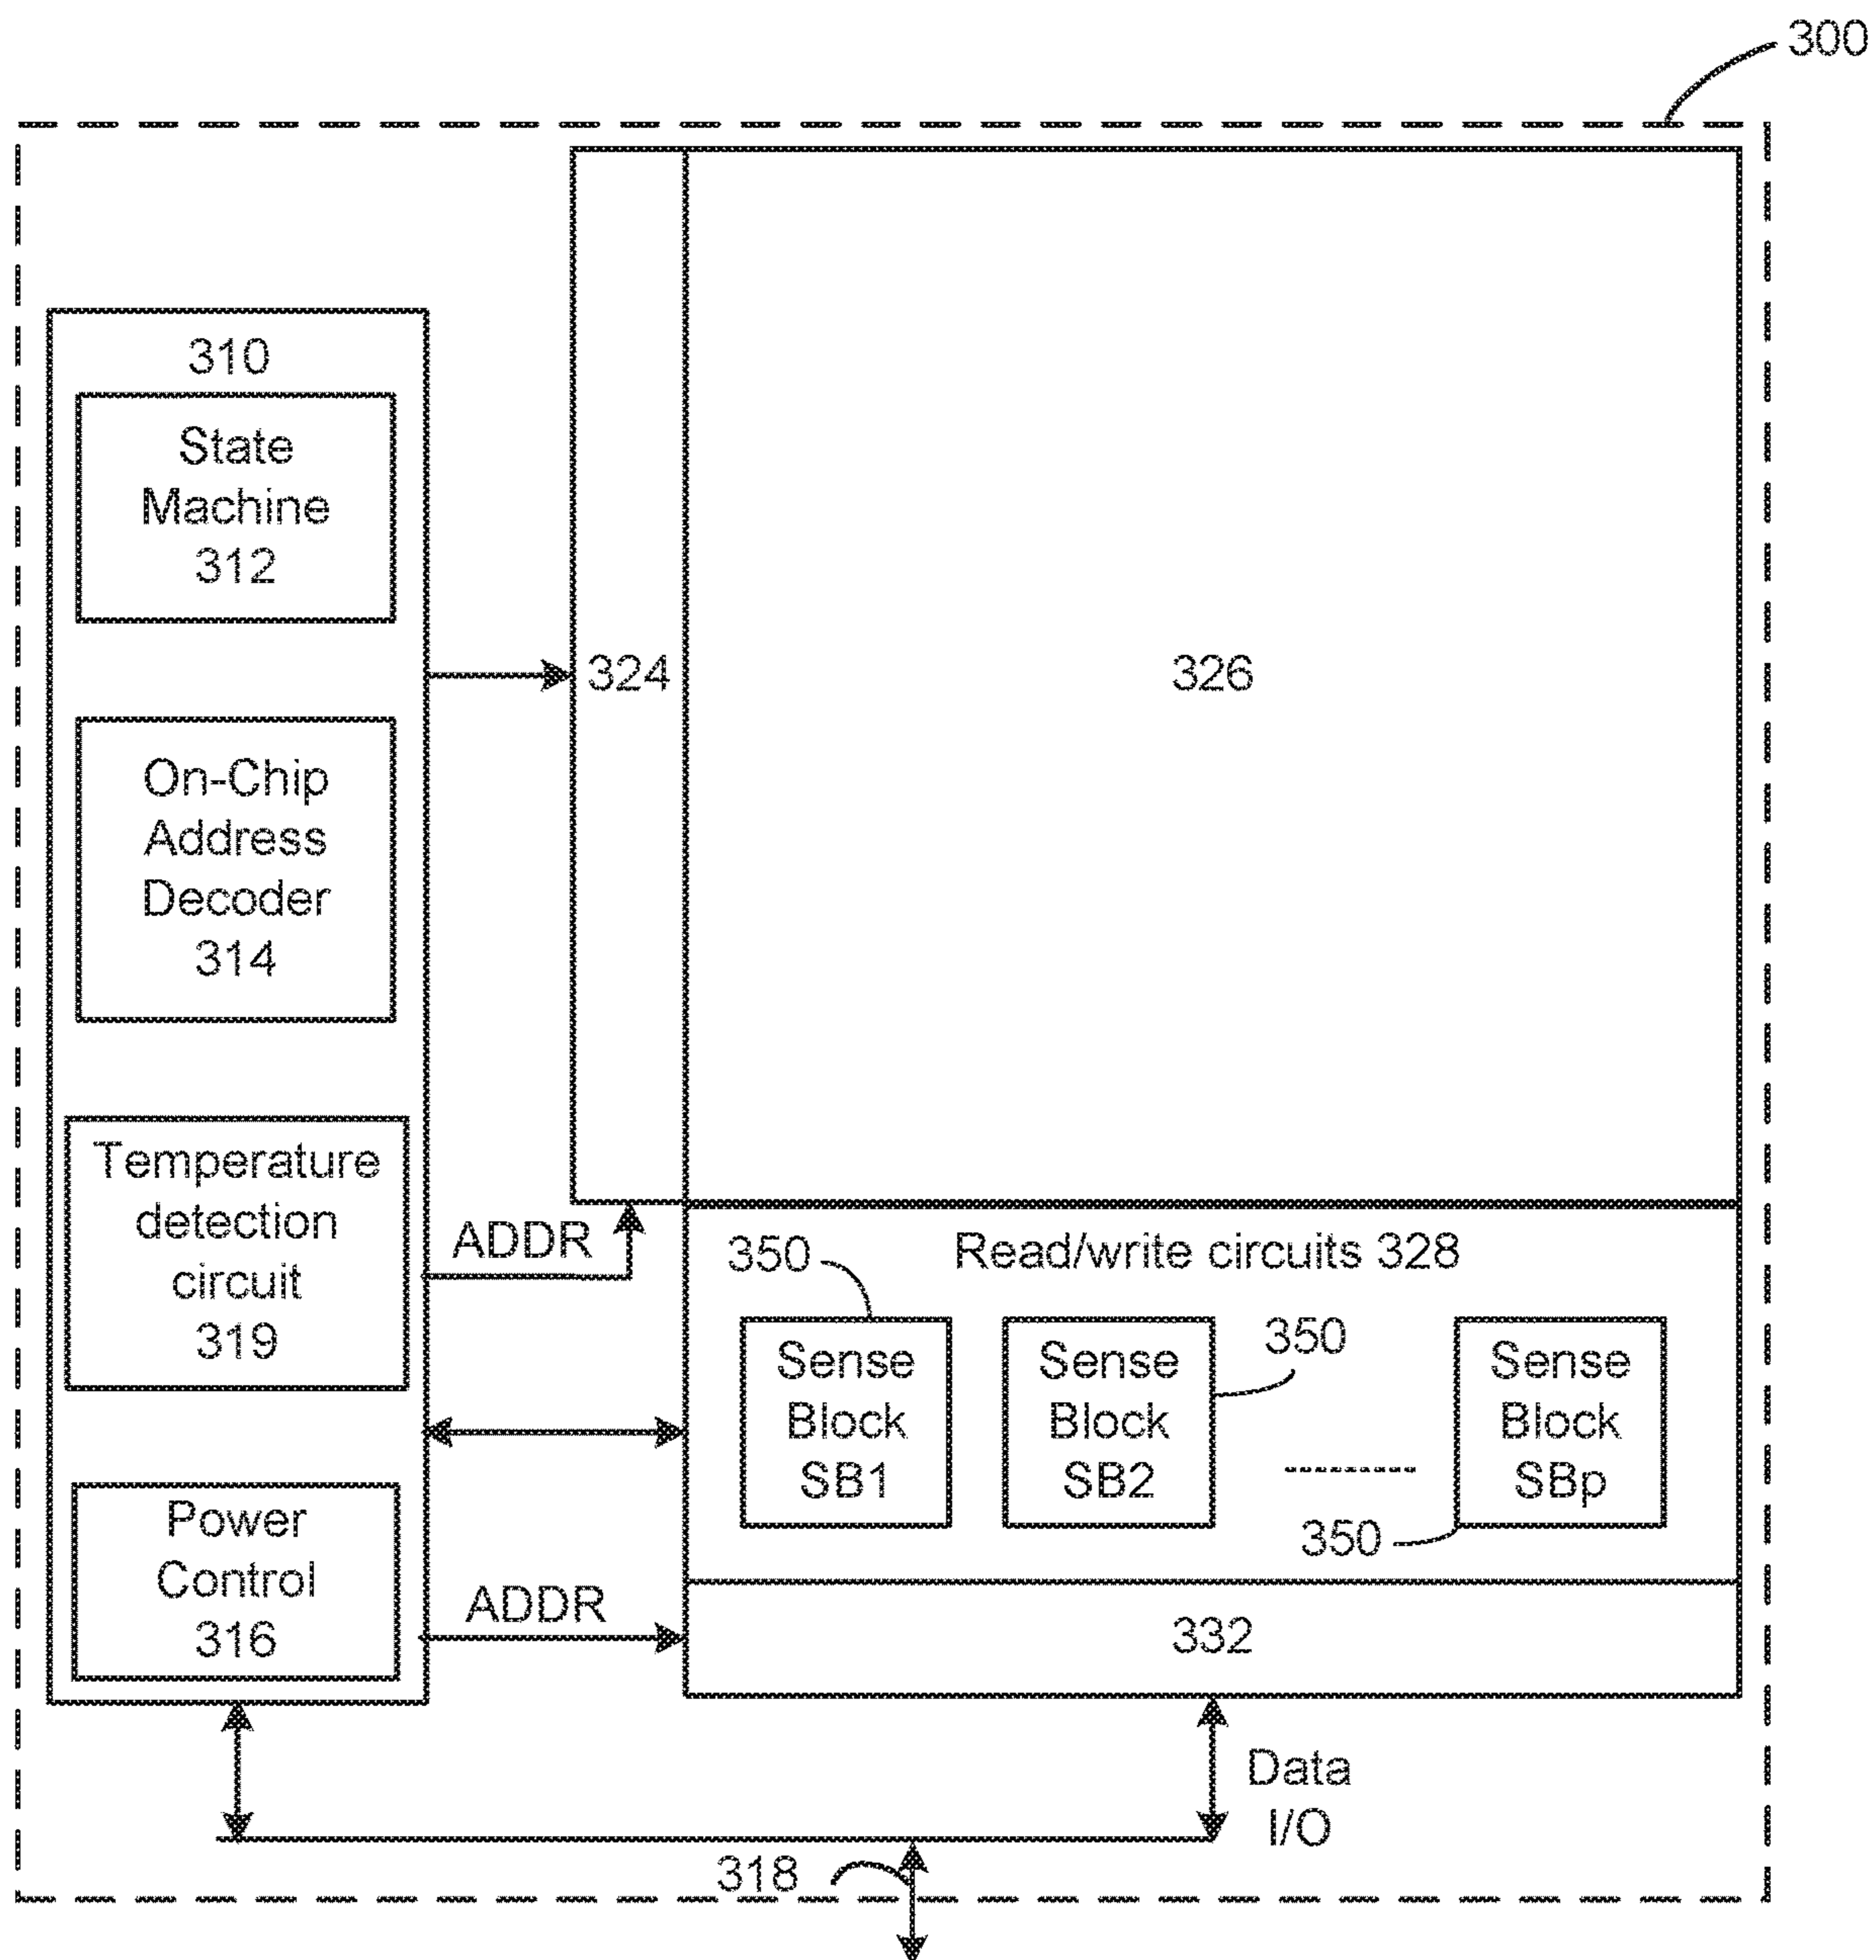 300
310
State
Machine
312
324
326
On-Chip
Address
Decoder
314
Temperature
detection
circuit
319
ADDR
Read/write circuits 328
350
350
Sense
Block
SB1
Sense
Block
SB2
Sense
Block
SBp
350
Power
Control
316
ADDR
332
Data
I/O
318